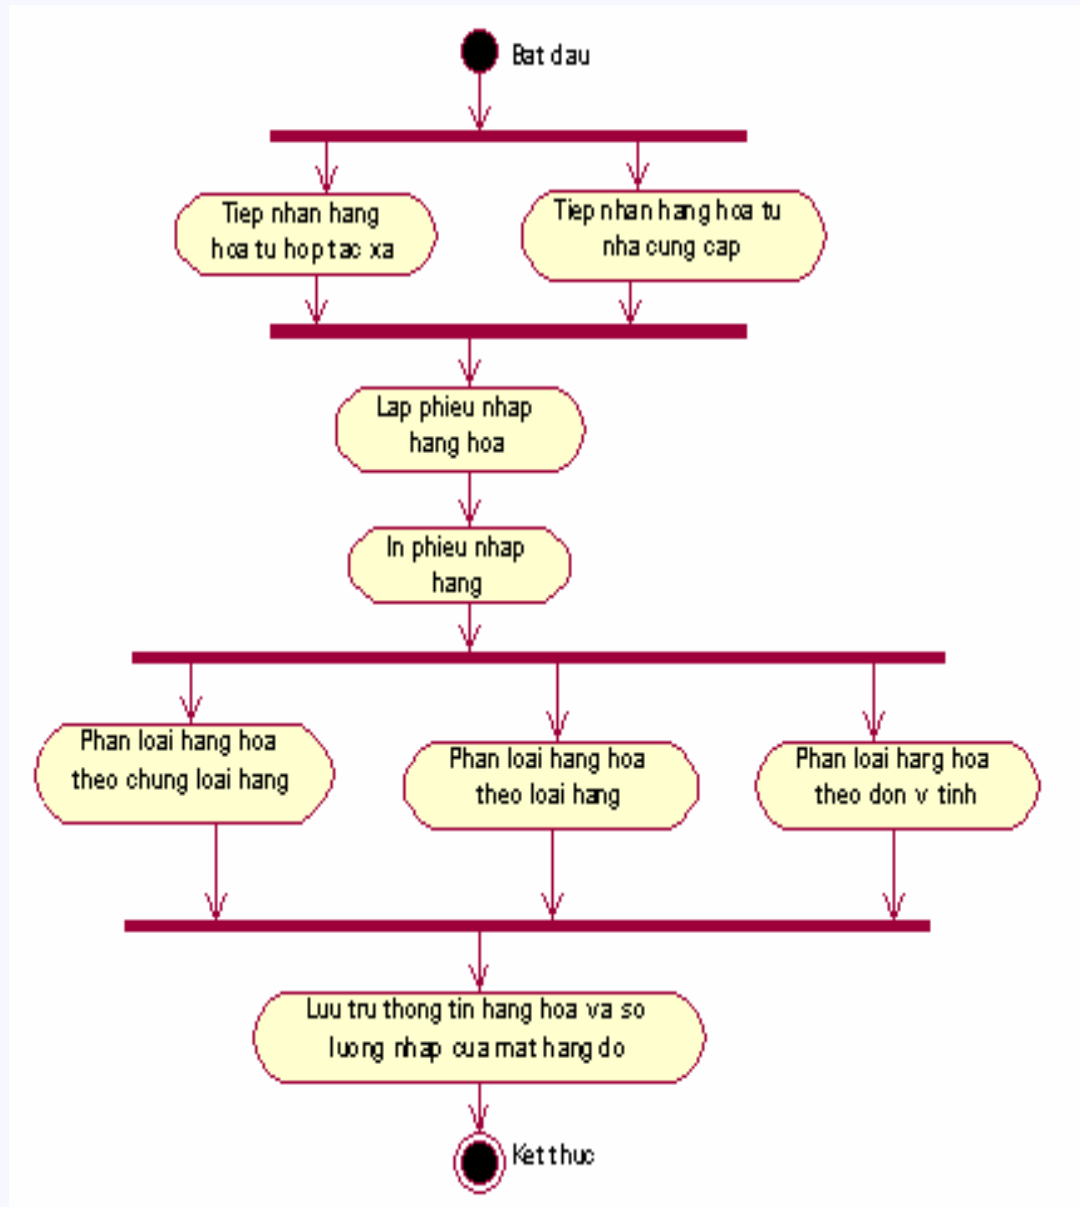 Bat dau
Tiep nhan hang
hoa tu hop tac xa
Tiep nhan hang hoa tu
nha cung cap
Lap phieu nhap
hang hoa
In phieu nhap
hang
Phan loai hang hoa
theo chung loai hang
Phan loai hang hoa
theo loai hang
Phan loai hang hoa
theo don v tinh
Luu tru thong tin hang hoa va so
luong nhap cua mat hang do
Ket thuc